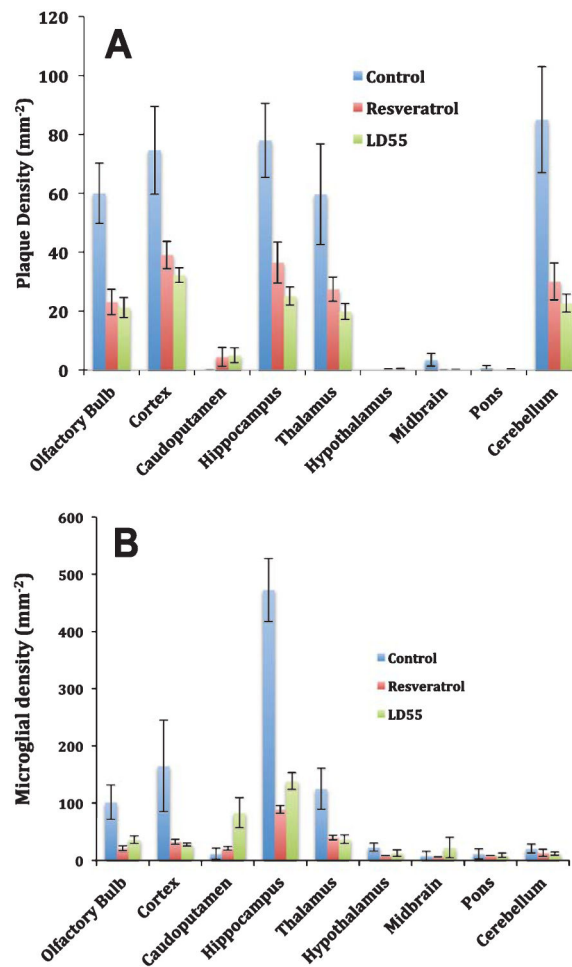 A
120
100
80
60
40
20
0
Plaque Density (mm-2)
Control
Resveratrol
LD55
Olfactory Bulb
Cortex
Caudoputamen
Hippocampus
Thalamus
Hypothalamus
Midbrain
Pons
Cerebellum
B
600
500
400
300
200
100
0
Microglial density (mm-2)
Control
Resveratrol
LD55
Olfactory Bulb
Cortex
Caudoputamen
Hippocampus
Thalamus
Hypothalamus
Midbrain
Pons
Cerebellum